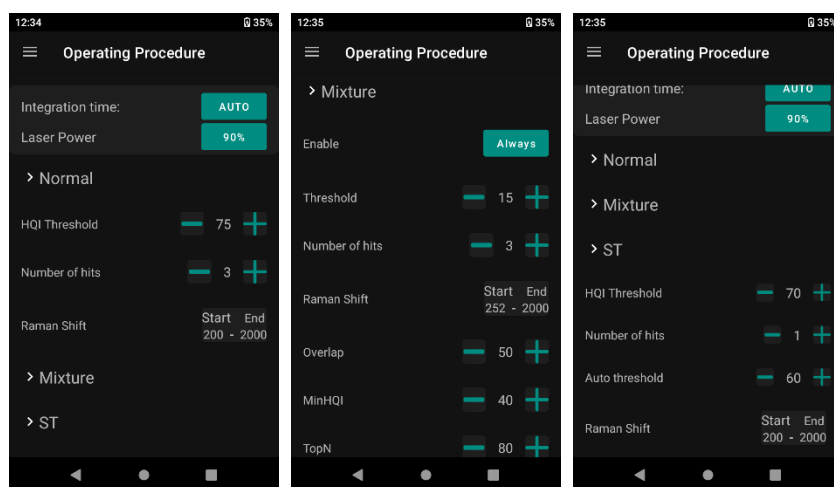 12:34 35%
Operating Procedure
Integration time: AUTO
Laser Power 90%
Normal
HQI Threshold 75
Number of hits 3
Raman Shift Start End
200 - 2000
Mixture
ST
12:35 35%
Operating Procedure
Mixture
Enable Always
Threshold 15
Number of hits 3
Raman Shift Start End
252 - 2000
Overlap 50
MinHQI 40
TopN 80
12:35 35%
Operating Procedure
Integration time: AUTO
Laser Power 90%
Normal
Mixture
ST
HQI Threshold 70
Number of hits 1
Auto threshold 60
Raman Shift Start End
200 - 2000